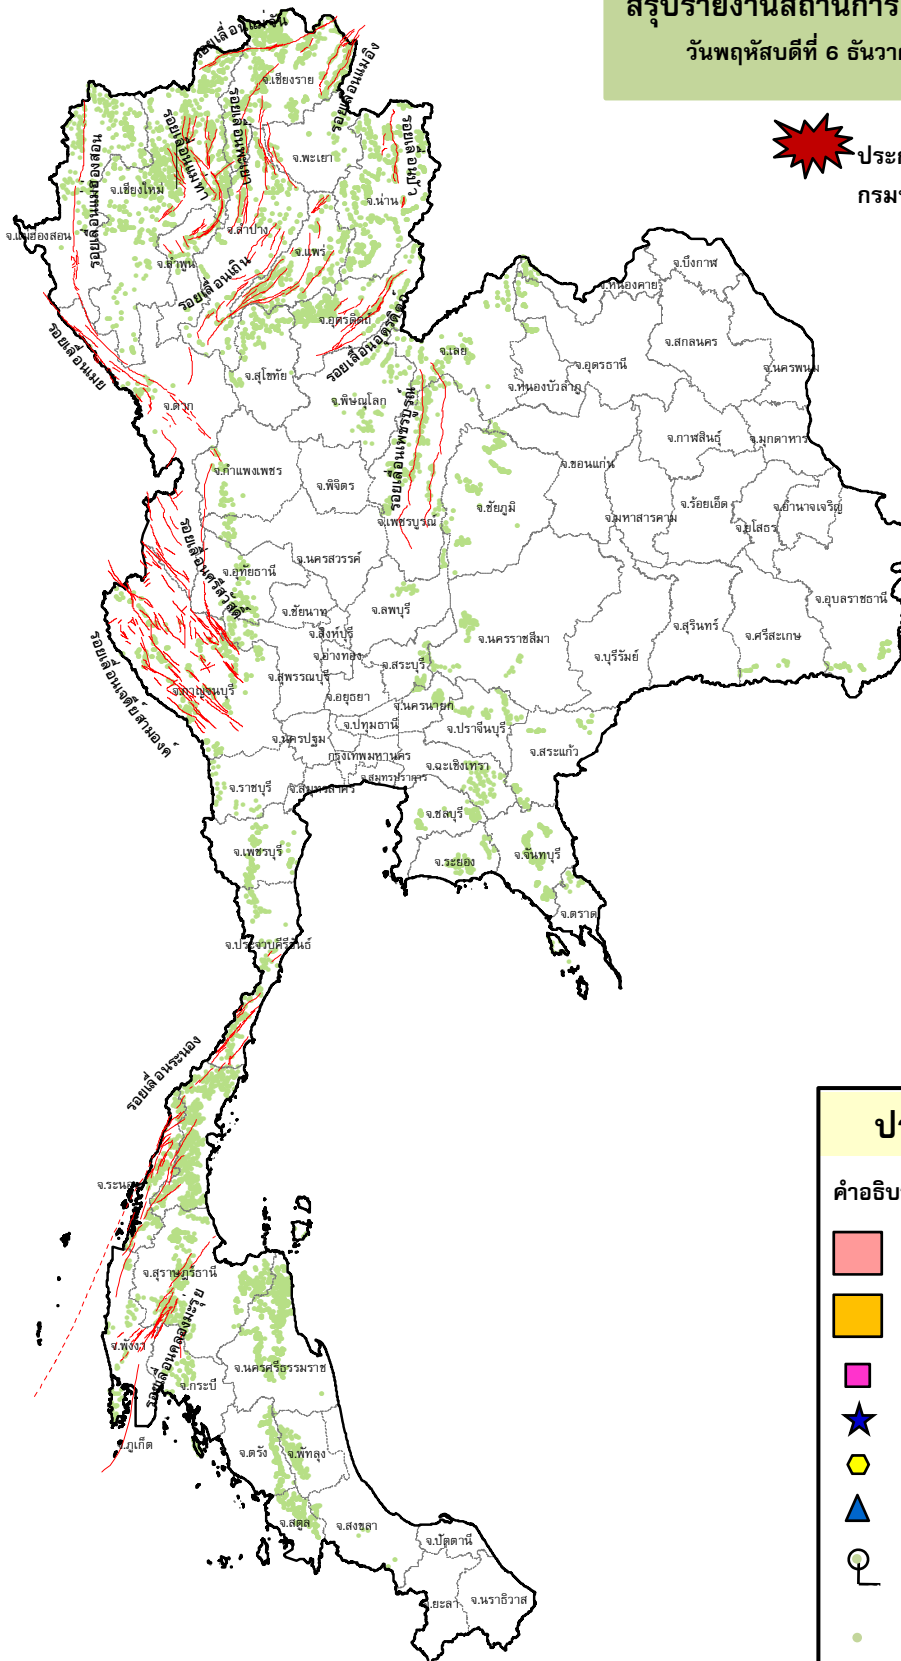 สรุปรายงานสถานการ
วันพฤหัสบดีที่ 6 ธันวา
ประก
กรม
รอยเลื่อนแม่จัน
จ.เชียงราย
รอยเลื่อนแม่อิง
รอยเลื่อนแม่ฮ่องสอน
รอยเลื่อนแม่ทา
รอยเลื่อนพะเยา
จ.พะเยา
รอยเลื่อนปัว
จ.เชียงใหม่
จ.น่าน
จ.แม่ฮ่องสอน
จ.ลำปาง
จ.ลำพูน
จ.แพร่
รอยเลื่อนเถิน
จ.บึงกาฬ
จ.หนองคาย
จ.อุตรดิตถ์
รอยเลื่อนอุตรดิตถ์
รอยเลื่อนเมย
จ.เลย
จ.สกลนคร
จ.นครพนม
จ.อุดรธานี
จ.สุโขทัย
จ.หนองบัวลำภู
จ.ตาก
จ.พิษณุโลก
รอยเลื่อนเพชรบูรณ์
จ.กาฬสินธุ์
จ.มุกดาหาร
จ.กำแพงเพชร
จ.ขอนแก่น
จ.พิจิตร
จ.ชัยภูมิ
จ.ร้อยเอ็ด
จ.อำนาจเจริญ
จ.เพชรบูรณ์
จ.มหาสารคาม
จ.ยโสธร
รอยเลื่อนศรีสวัสดิ์
จ.นครสวรรค์
จ.อุทัยธานี
จ.อุบลราชธานี
จ.ชัยนาท
จ.ลพบุรี
จ.สุรินทร์
จ.สิงห์บุรี
จ.นครราชสีมา
จ.ศรีสะเกษ
จ.อ่างทอง
จ.บุรีรัมย์
จ.สระบุรี
จ.สุพรรณบุรี
รอยเลื่อนเจดีย์สามองค์
จ.กาญจนบุรี
จ.อยุธยา
จ.นครนายก
จ.ปทุมธานี
จ.ปราจีนบุรี
จ.นครปฐม
จ.สระแก้ว
กรุงเทพมหานคร
จ.ฉะเชิงเทรา
จ.สมุทรปราการ
จ.ราชบุรี
จ.สมุทรสาคร
จ.ชลบุรี
จ.เพชรบุรี
จ.ระยอง
จ.จันทบุรี
จ.ตราด
จ.ประจวบคีรีขันธ์
รอยเลื่อนระนอง
ปร
จ.ระนอง
คำอธิบ
จ.สุราษฎร์ธานี
รอยเลื่อนคลองมะรุ่ย
จ.พังงา
จ.นครศรีธรรมราช
จ.กระบี่
จ.ภูเก็ต
จ.ตรัง
จ.พัทลุง
จ.สตูล
จ.สงขลา
จ.ปัตตานี
จ.ยะลา
จ.นราธิวาส